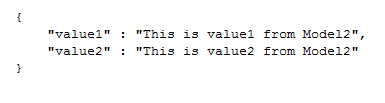 {
    "value1" : "This is value1 from Model2",
    "value2" : "This is value2 from Model2"
}